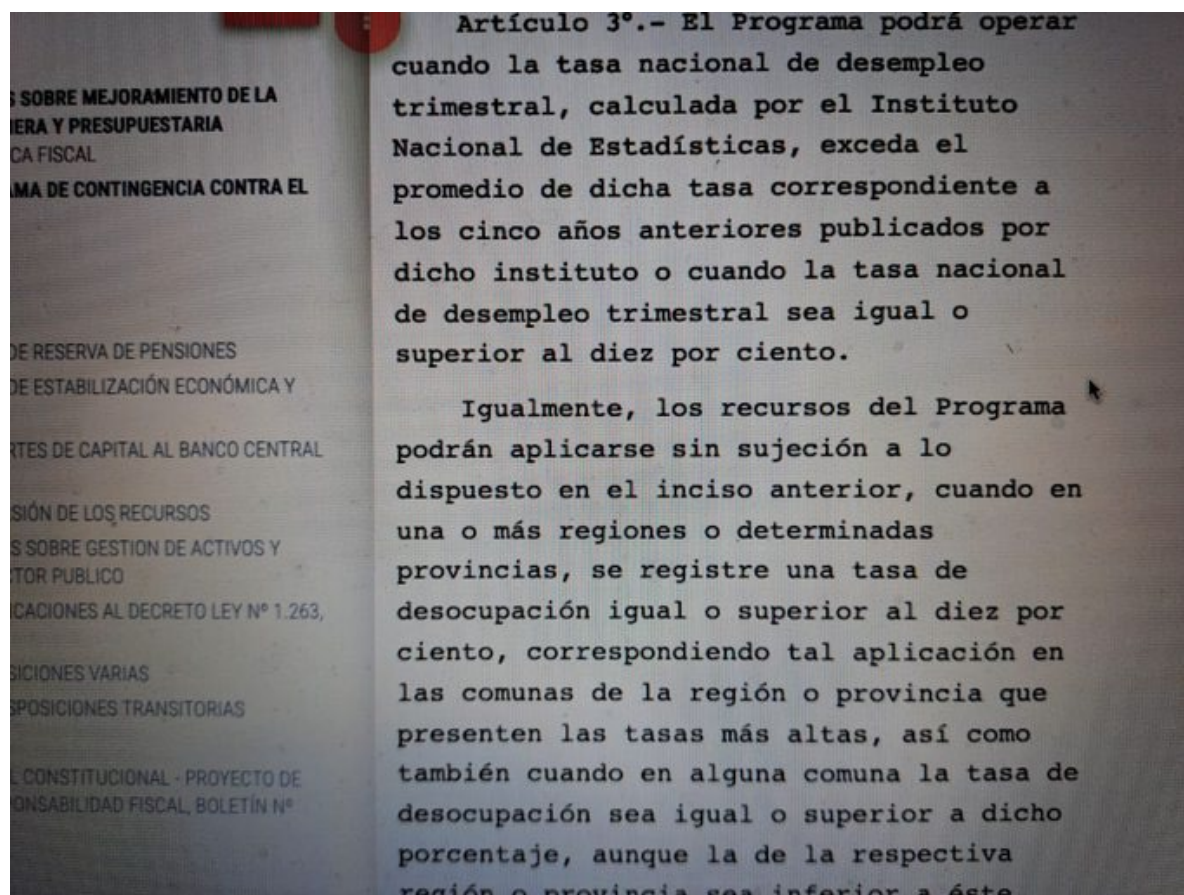 S SOBRE MEJORAMIENTO DE LA
IERA Y PRESUPUESTARIA
CA FISCAL
AMA DE CONTINGENCIA CONTRA EL
DE RESERVA DE PENSIONES
DE ESTABILIZACIÓN ECONÓMICA Y
RTES DE CAPITAL AL BANCO CENTRAL
SIÓN DE LOS RECURSOS
S SOBRE GESTION DE ACTIVOS Y
TOR PUBLICO
CACIONES AL DECRETO LEY Nº 1.263,
SICIONES VARIAS
SPOSICIONES TRANSITORIAS
L CONSTITUCIONAL - PROYECTO DE
ONSABILIDAD FISCAL, BOLETÍN Nº
Artículo 3º.- El Programa podrá operar
cuando la tasa nacional de desempleo
trimestral, calculada por el Instituto
Nacional de Estadísticas, exceda el
promedio de dicha tasa correspondiente a
los cinco años anteriores publicados por
dicho instituto o cuando la tasa nacional
de desempleo trimestral sea igual o
superior al diez por ciento.
Igualmente, los recursos del Programa
podrán aplicarse sin sujeción a lo
dispuesto en el inciso anterior, cuando en
una o más regiones o determinadas
provincias, se registre una tasa de
desocupación igual o superior al diez por
ciento, correspondiendo tal aplicación en
las comunas de la región o provincia que
presenten las tasas más altas, así como
también cuando en alguna comuna la tasa de
desocupación sea igual o superior a dicho
porcentaje, aunque la de la respectiva
región o provincia sea inferior a éste